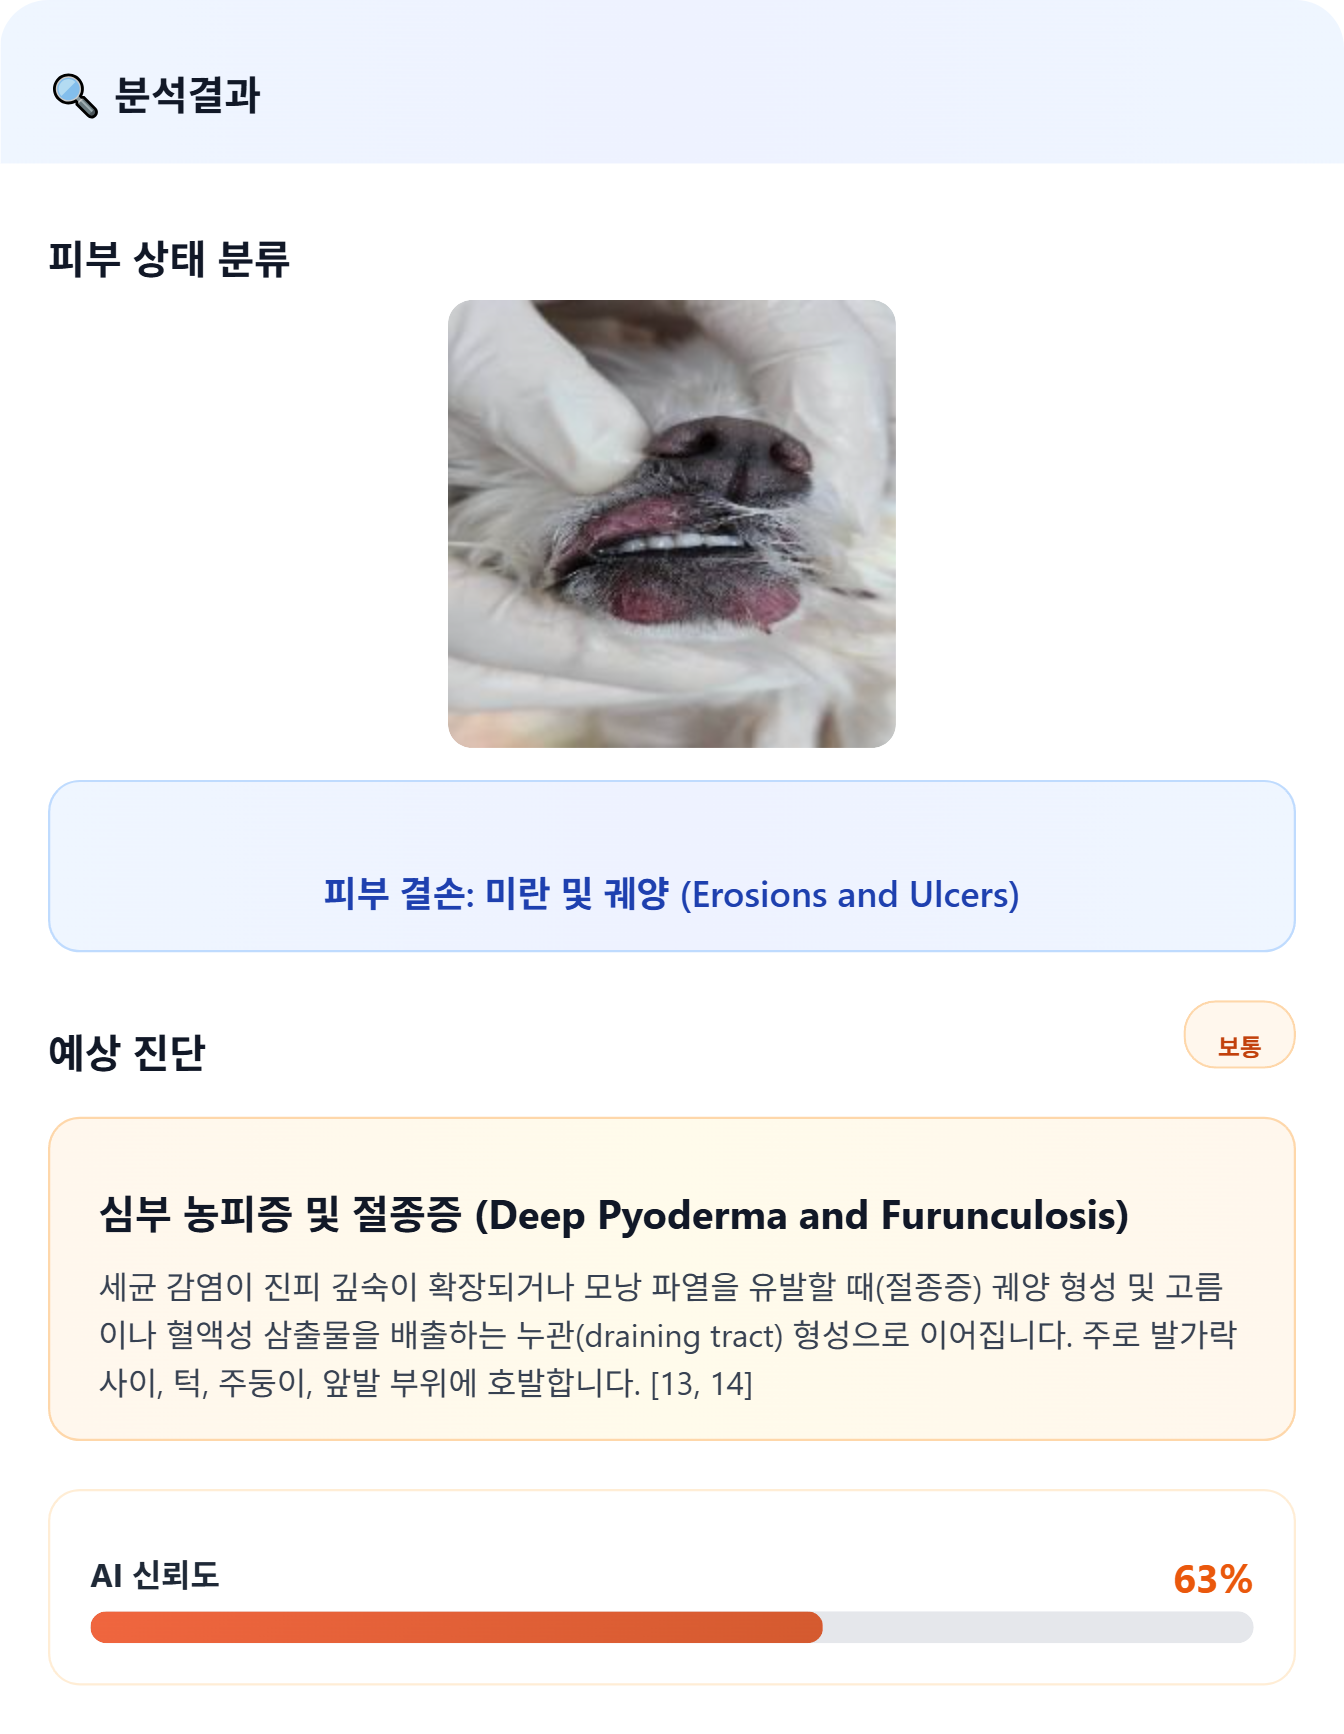 분석결과
피부 상태 분류
피부 결손: 미란 및 궤양 (Erosions and Ulcers)
예상 진단
보통
심부 농피증 및 절종증 (Deep Pyoderma and Furunculosis)
세균 감염이 진피 깊숙이 확장되거나 모낭 파열을 유발할 때(절종증) 궤양 형성 및 고름
이나 혈액성 삼출물을 배출하는 누관(draining tract) 형성으로 이어집니다. 주로 발가락
사이, 턱, 주둥이, 앞발 부위에 호발합니다. [13, 14]
AI 신뢰도
63%